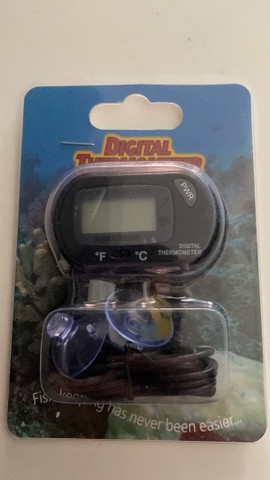 DIGITAL
THERMOMETER
PWR
°F °C
DIGITAL
THERMOMETER
Fish keeping has never been easier...